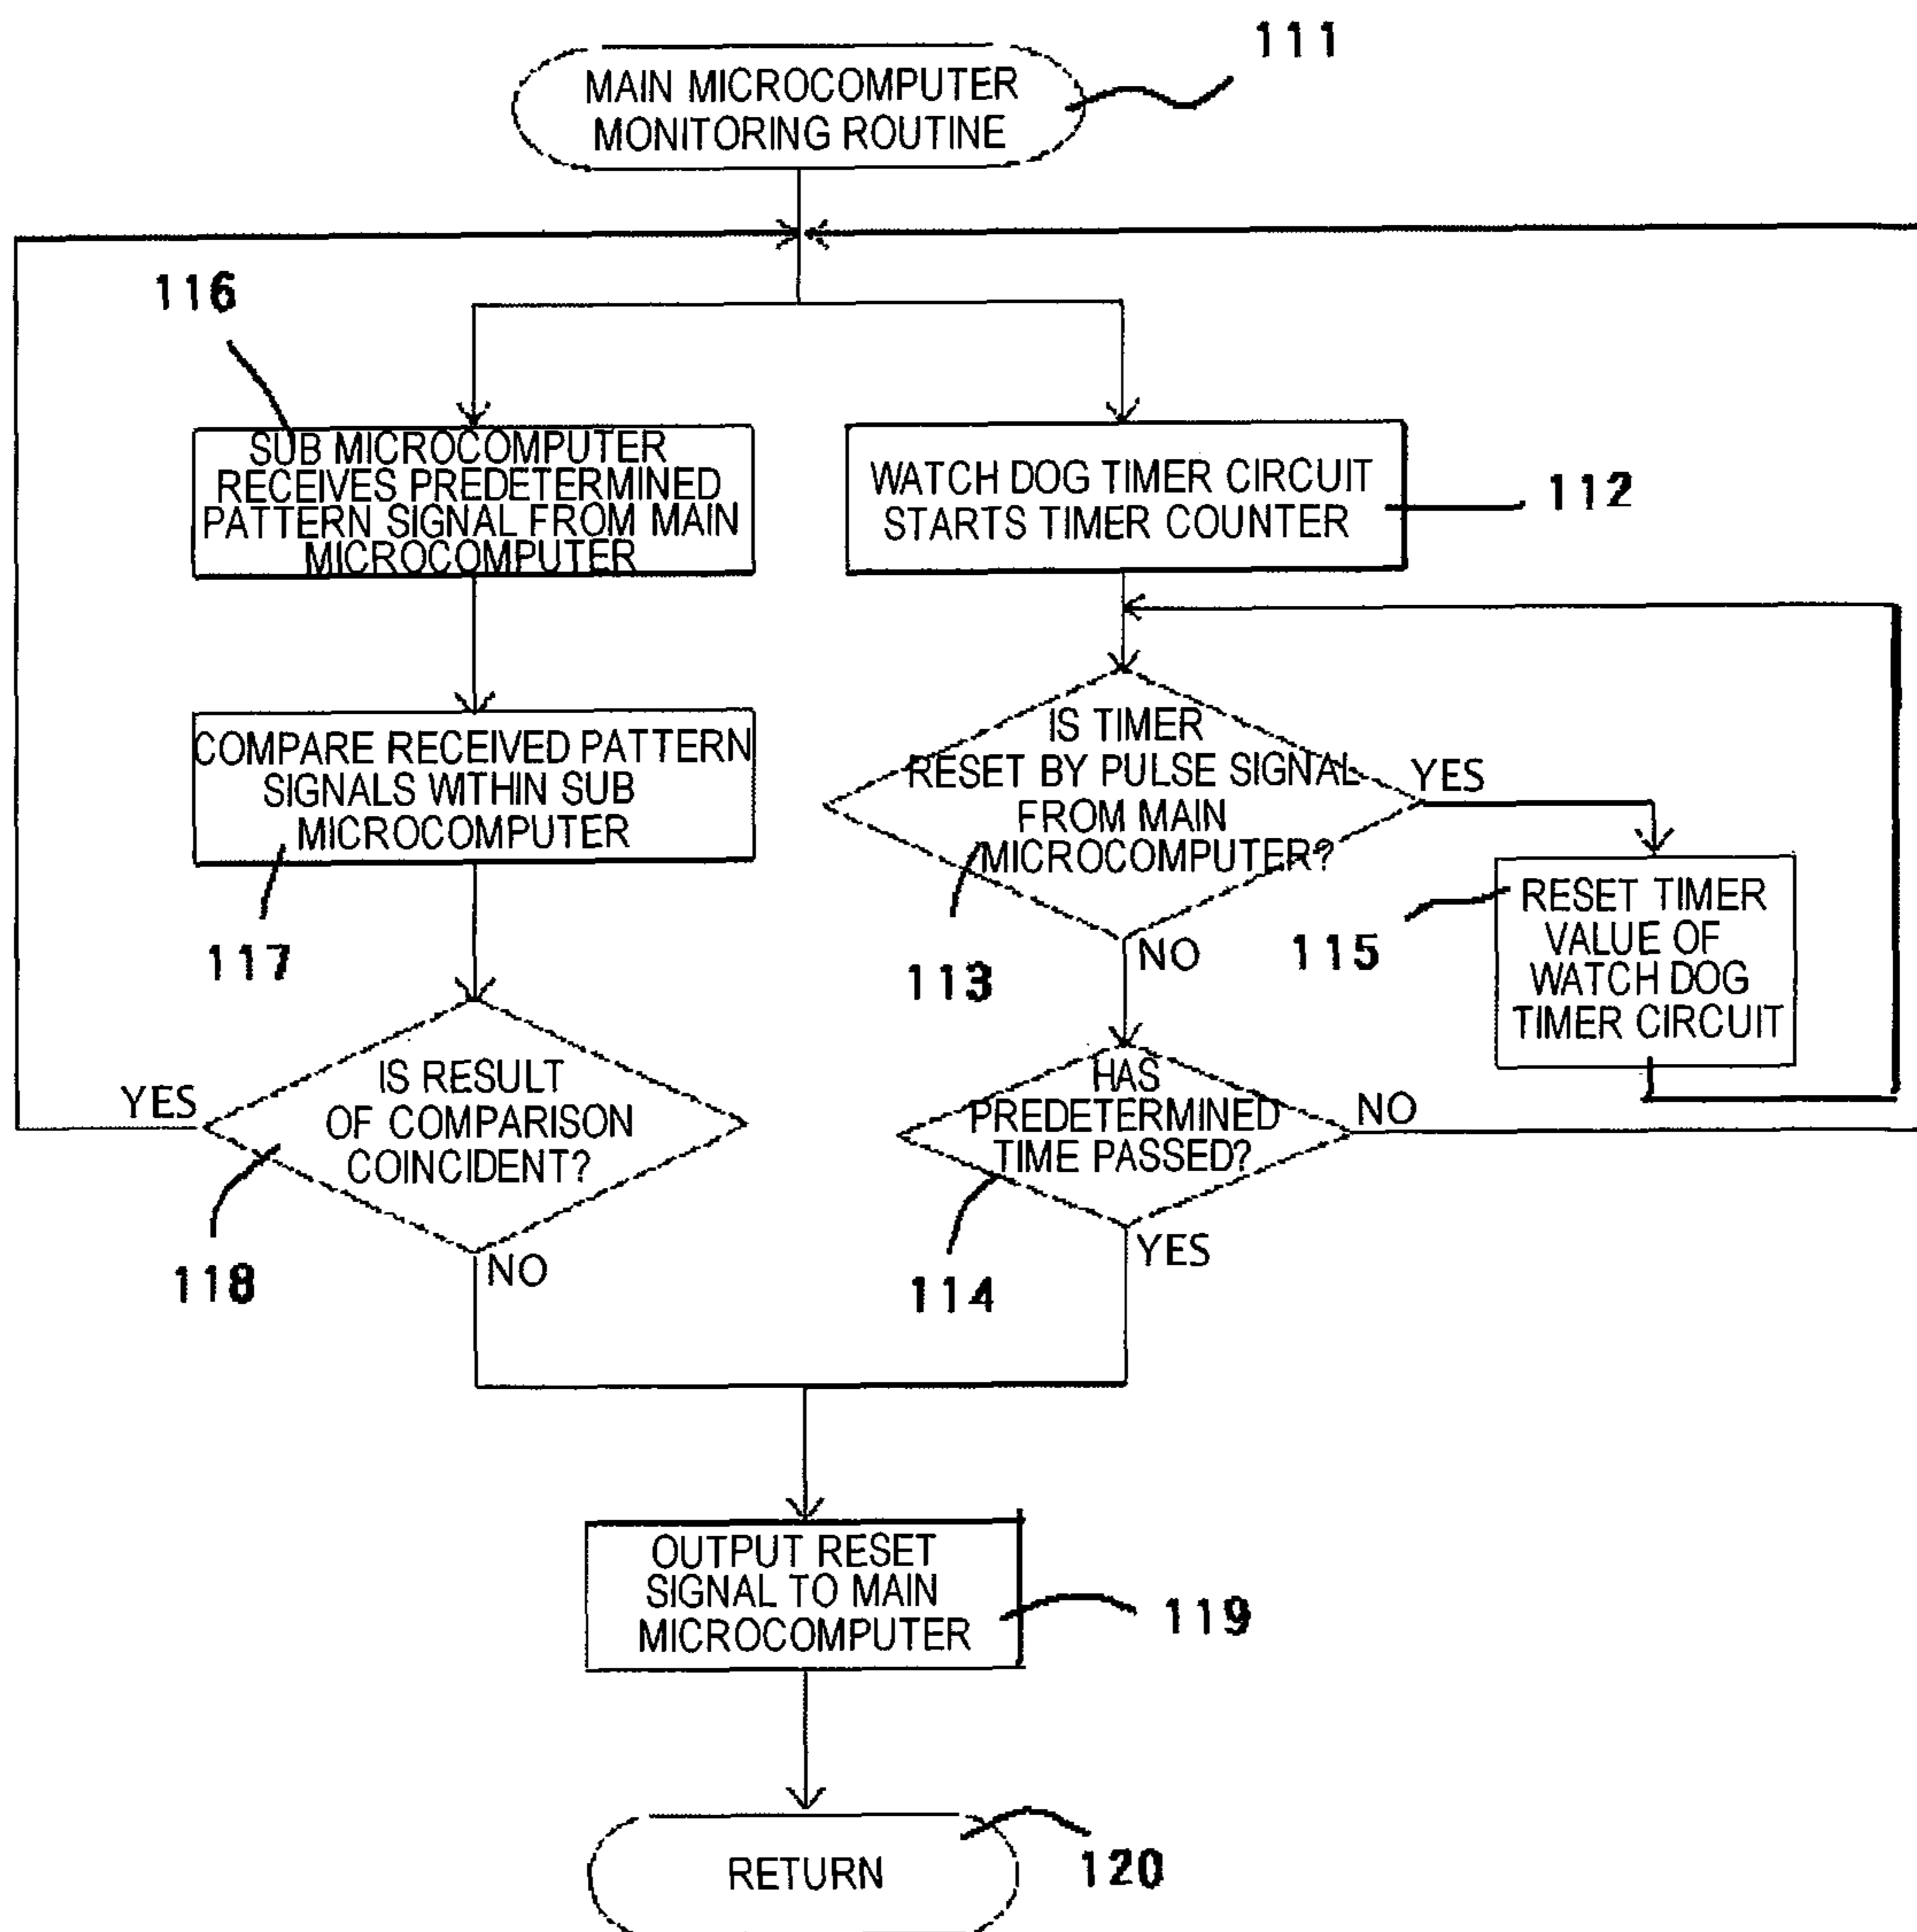 111
MAIN MICROCOMPUTER
MONITORING ROUTINE
116
SUB MICROCOMPUTER
RECEIVES PREDETERMINED
PATTERN SIGNAL FROM MAIN
MICROCOMPUTER
WATCH DOG TIMER CIRCUIT
STARTS TIMER COUNTER
112
COMPARE RECEIVED PATTERN
SIGNALS WITHIN SUB
MICROCOMPUTER
117
IS TIMER
RESET BY PULSE SIGNAL
FROM MAIN
MICROCOMPUTER?
YES
113
NO
115
RESET TIMER
VALUE OF
WATCH DOG
TIMER CIRCUIT
YES
IS RESULT
OF COMPARISON
COINCIDENT?
118
NO
HAS
PREDETERMINED
TIME PASSED?
NO
114
YES
OUTPUT RESET
SIGNAL TO MAIN
MICROCOMPUTER
119
RETURN
120